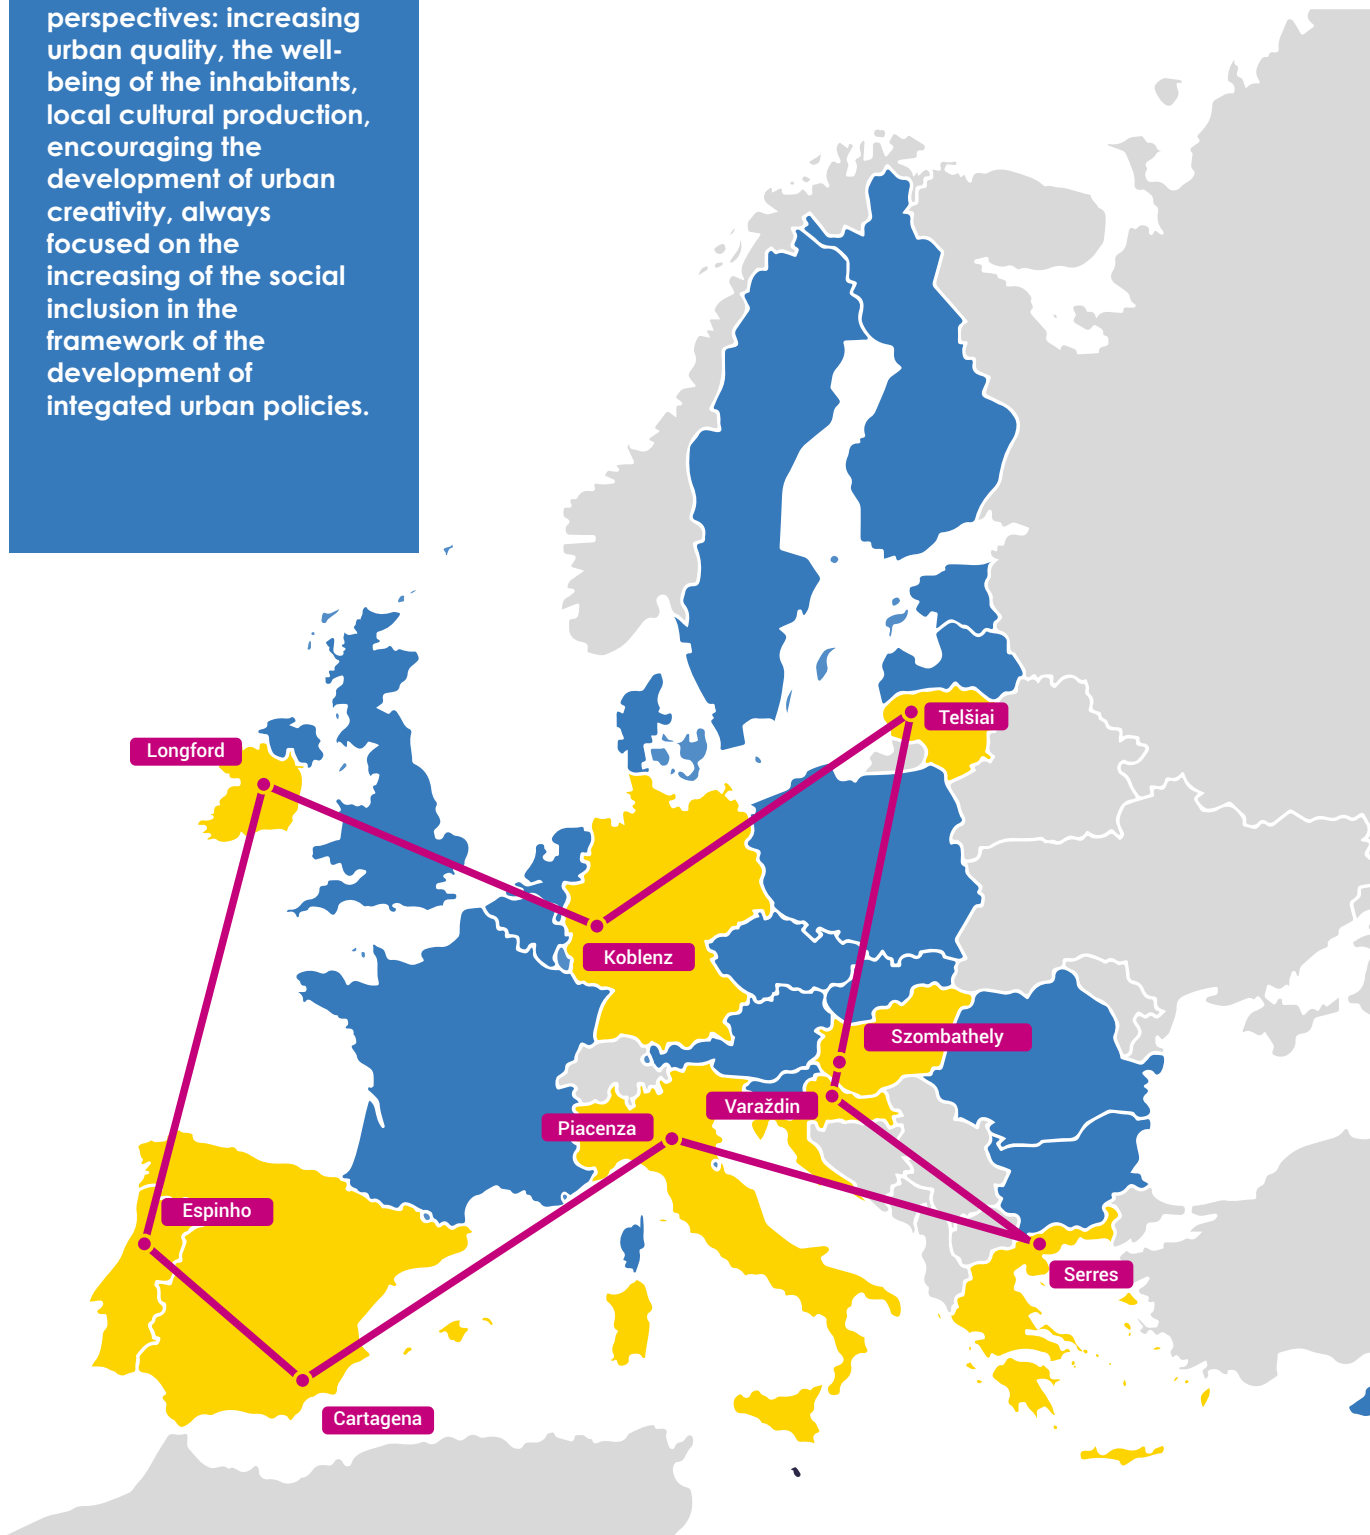 perspectives: increasing
urban quality, the well-
being of the inhabitants,
local cultural production,
encouraging the
development of urban
creativity, always
focused on the
increasing of the social
inclusion in the
framework of the
development of
integated urban policies.
Telšiai
Longford
Koblenz
Szombathely
Varaždin
Piacenza
Espinho
Serres
Cartagena